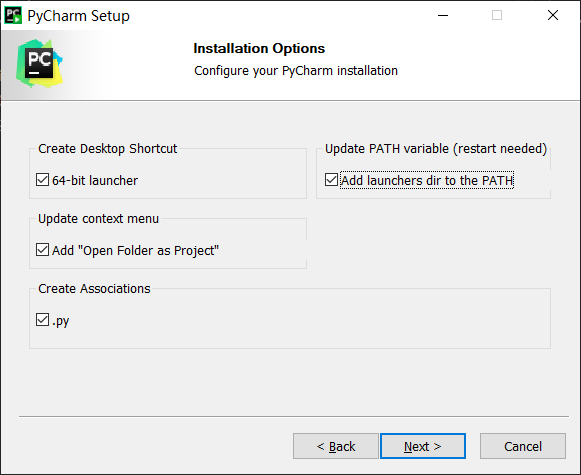 PyCharm Setup
PC
Installation Options
Configure your PyCharm installation
Create Desktop Shortcut
64-bit launcher
Update PATH variable (restart needed)
Add launchers dir to the PATH
Update context menu
Add "Open Folder as Project"
Create Associations
.py
< Back
Next >
Cancel